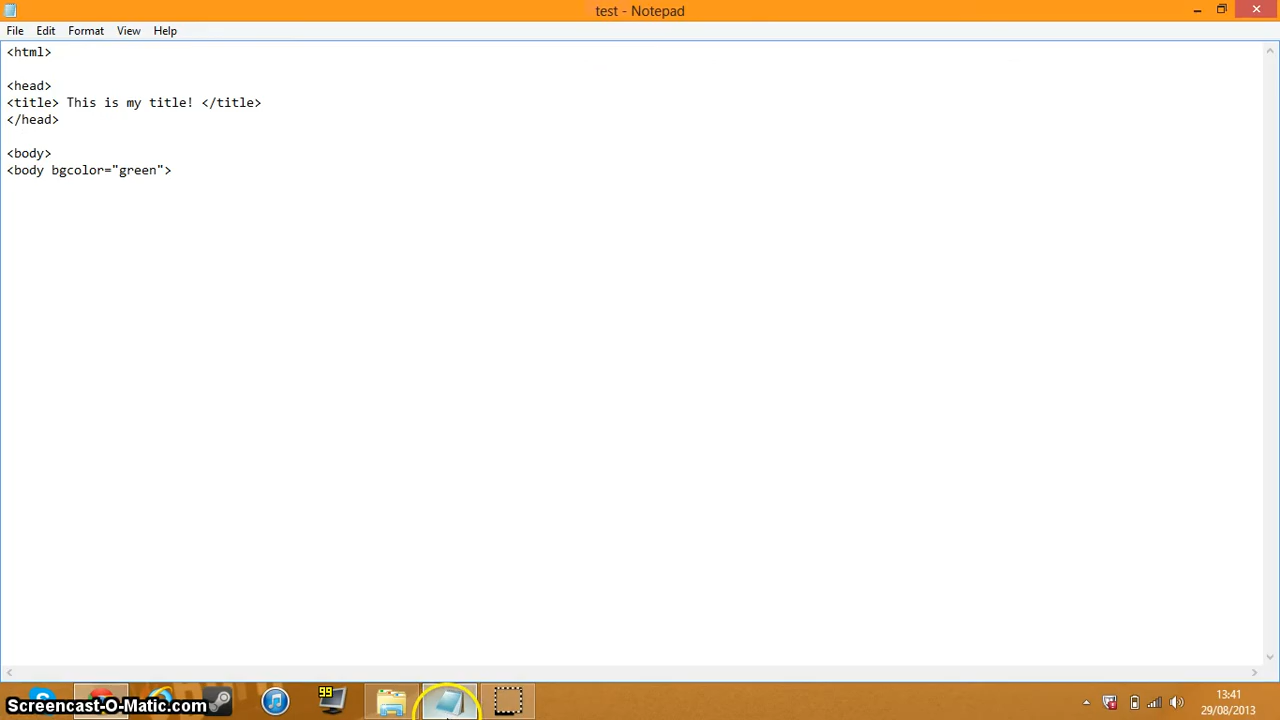 test - Notepad
File Edit Format View Help
<html>
<head>
<title> This is my title! </title>
</head>
<body>
<body bgcolor="green">
99
Screencast-O-Matic.com
13:41
29/08/2013